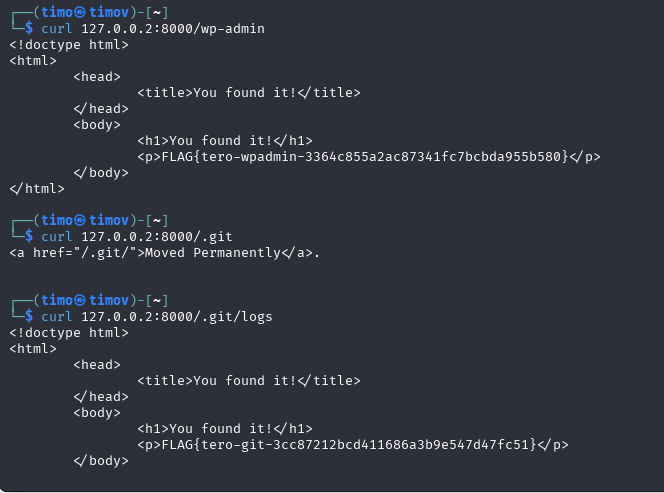 ┌──(timo㉿timov)-[~]
└─$ curl 127.0.0.2:8000/wp-admin
<!doctype html>
<html>
        <head>
                <title>You found it!</title>
        </head>
        <body>
                <h1>You found it!</h1>
                <p>FLAG{tero-wpadmin-3364c855a2ac87341fc7bcbda955b580}</p>
        </body>
</html>
┌──(timo㉿timov)-[~]
└─$ curl 127.0.0.2:8000/.git
<a href="/.git/">Moved Permanently</a>.
┌──(timo㉿timov)-[~]
└─$ curl 127.0.0.2:8000/.git/logs
<!doctype html>
<html>
        <head>
                <title>You found it!</title>
        </head>
        <body>
                <h1>You found it!</h1>
                <p>FLAG{tero-git-3cc87212bcd411686a3b9e547d47fc51}</p>
        </body>